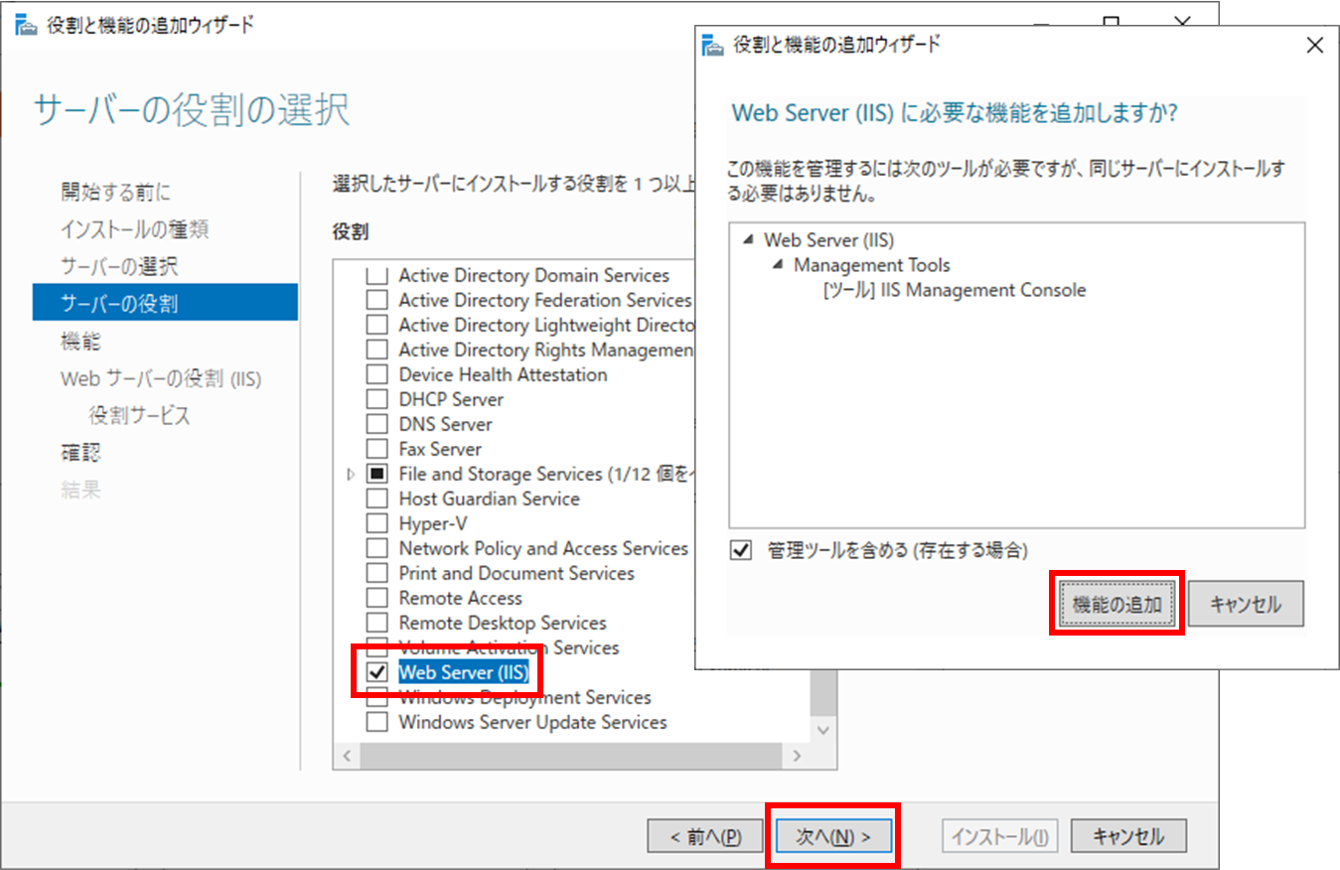 役割と機能の追加ウィザード
サーバーの役割の選択
開始する前に
インストールの種類
サーバーの選択
サーバーの役割
機能
Web サーバーの役割 (IIS)
役割サービス
確認
結果
選択したサーバーにインストールする役割を 1 つ以上
役割
Active Directory Domain Services
Active Directory Federation Services
Active Directory Lightweight Directo
Active Directory Rights Managemen
Device Health Attestation
DHCP Server
DNS Server
Fax Server
File and Storage Services (1/12 個を
Host Guardian Service
Hyper-V
Network Policy and Access Services
Print and Document Services
Remote Access
Remote Desktop Services
Volume Activation Services
Web Server (IIS)
Windows Deployment Services
Windows Server Update Services
< 前へ(P)
次へ(N) >
インストール(I)
キャンセル
役割と機能の追加ウィザード
Web Server (IIS) に必要な機能を追加しますか?
この機能を管理するには次のツールが必要ですが、同じサーバーにインストールす
る必要はありません。
Web Server (IIS)
Management Tools
[ツール] IIS Management Console
管理ツールを含める (存在する場合)
機能の追加
キャンセル